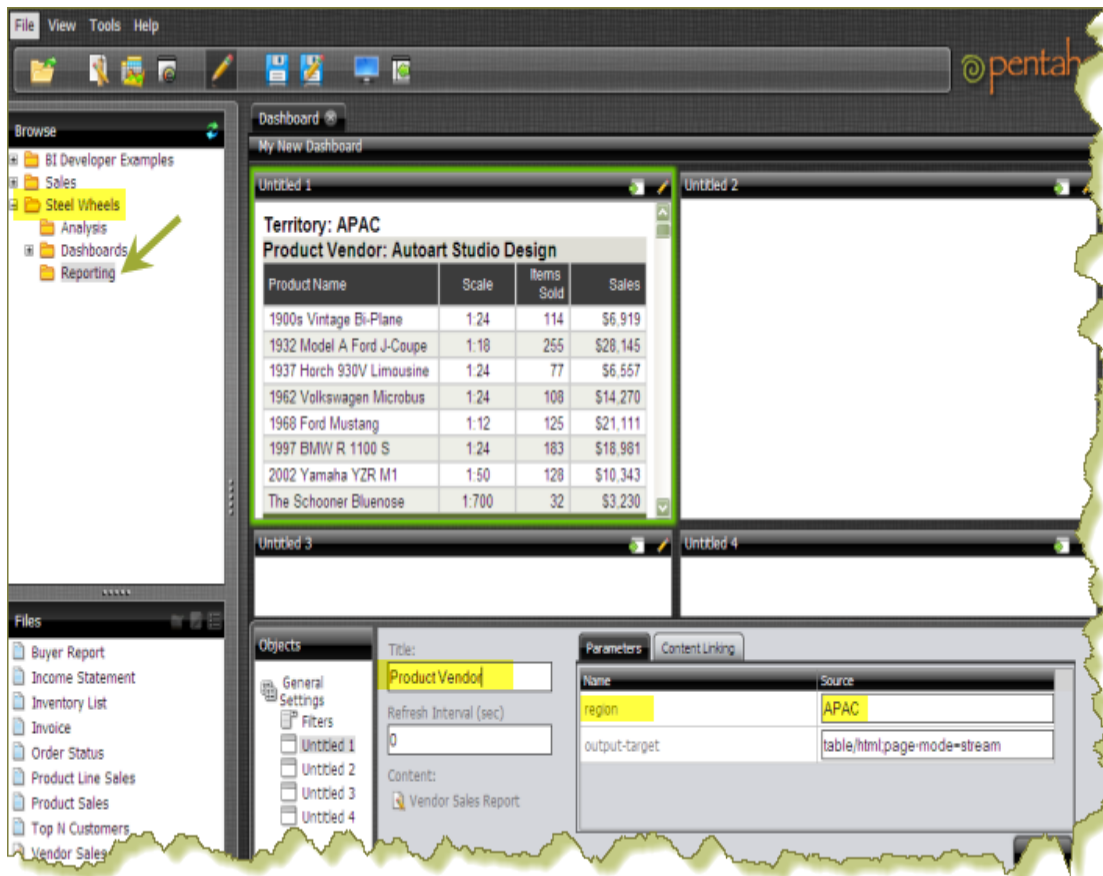 File View Tools Help
pentah
Browse
BI Developer Examples
Sales
Steel Wheels
Analysis
Dashboards
Reporting
Files
Buyer Report
Income Statement
Inventory List
Invoice
Order Status
Product Line Sales
Product Sales
Top N Customers
Vendor Sales
Dashboard
My New Dashboard
Untitled 1
Territory: APAC
Product Vendor: Autoart Studio Design
Product Name Scale Items Sold Sales
1900s Vintage Bi-Plane 1:24 114 $6,919
1932 Model A Ford J-Coupe 1:18 255 $28,145
1937 Horch 930V Limousine 1:24 77 $6,557
1962 Volkswagen Microbus 1:24 108 $14,270
1968 Ford Mustang 1:12 125 $21,111
1997 BMW R 1100 S 1:24 183 $18,981
2002 Yamaha YZR M1 1:50 128 $10,343
The Schooner Bluenose 1:700 32 $3,230
Untitled 2
Untitled 3
Untitled 4
Objects
General
Settings
Filters
Untitled 1
Untitled 2
Untitled 3
Untitled 4
Title:
Product Vendor
Refresh Interval (sec)
0
Content:
Vendor Sales Report
Parameters Content Linking
Name Source
region APAC
output-target table/html;page-mode=stream